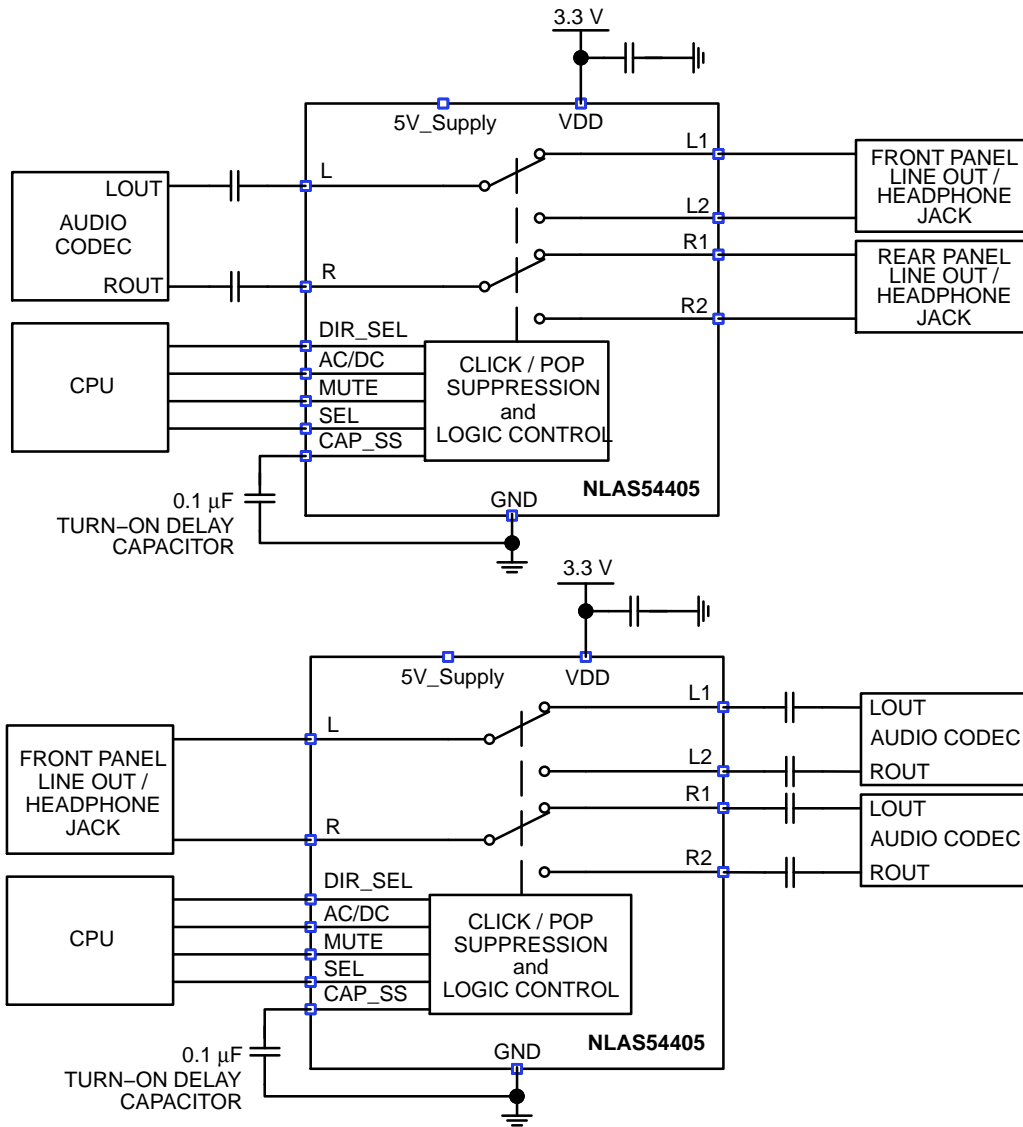 3.3 V
5V_Supply
VDD
L
L1
L2
R
R1
R2
LOUT
AUDIO
CODEC
ROUT
FRONT PANEL
LINE OUT /
HEADPHONE
JACK
REAR PANEL
LINE OUT /
HEADPHONE
JACK
CPU
DIR_SEL
AC/DC
MUTE
SEL
CAP_SS
CLICK / POP
SUPPRESSION
and
LOGIC CONTROL
NLAS54405
GND
0.1 μF
TURN−ON DELAY
CAPACITOR
3.3 V
5V_Supply
VDD
L
L1
L2
R
R1
R2
FRONT PANEL
LINE OUT /
HEADPHONE
JACK
LOUT
AUDIO CODEC
ROUT
LOUT
AUDIO CODEC
ROUT
CPU
DIR_SEL
AC/DC
MUTE
SEL
CAP_SS
CLICK / POP
SUPPRESSION
and
LOGIC CONTROL
NLAS54405
GND
0.1 μF
TURN−ON DELAY
CAPACITOR